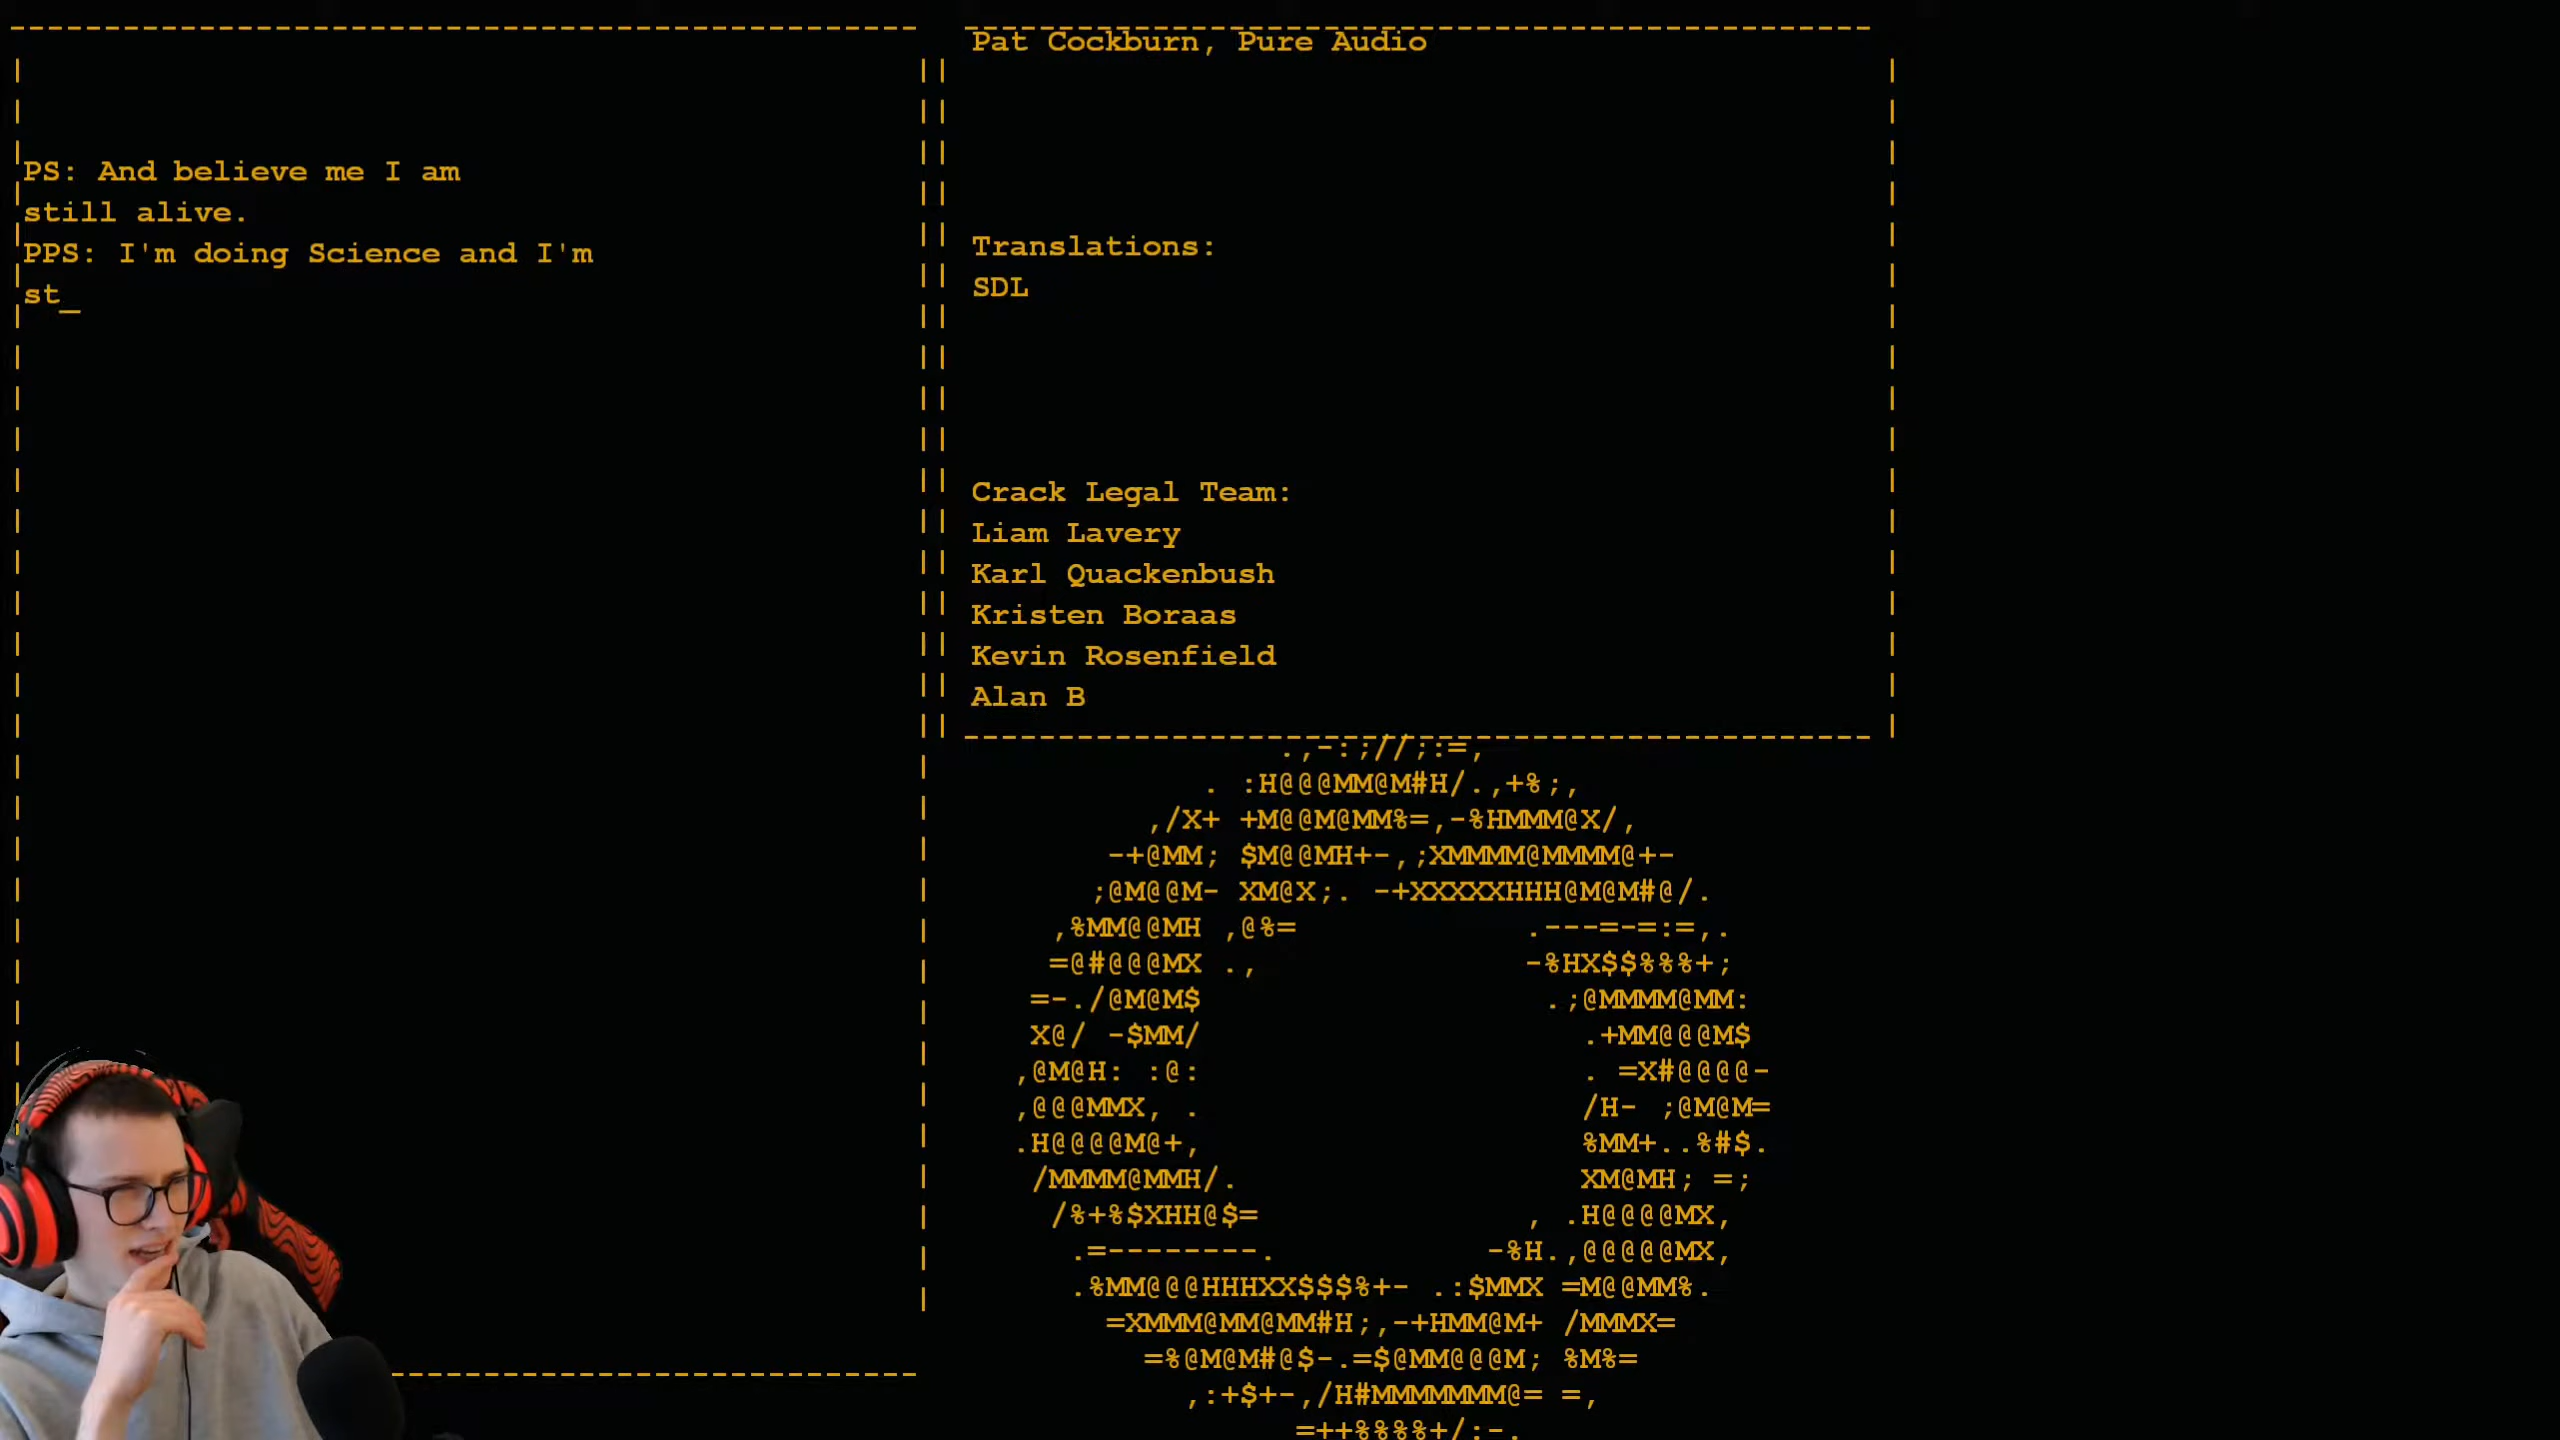 PS: And believe me I am
still alive.
PPS: I'm doing Science and I'm
st_
Pat Cockburn, Pure Audio
Translations:
SDL
Crack Legal Team:
Liam Lavery
Karl Quackenbush
Kristen Boraas
Kevin Rosenfield
Alan B